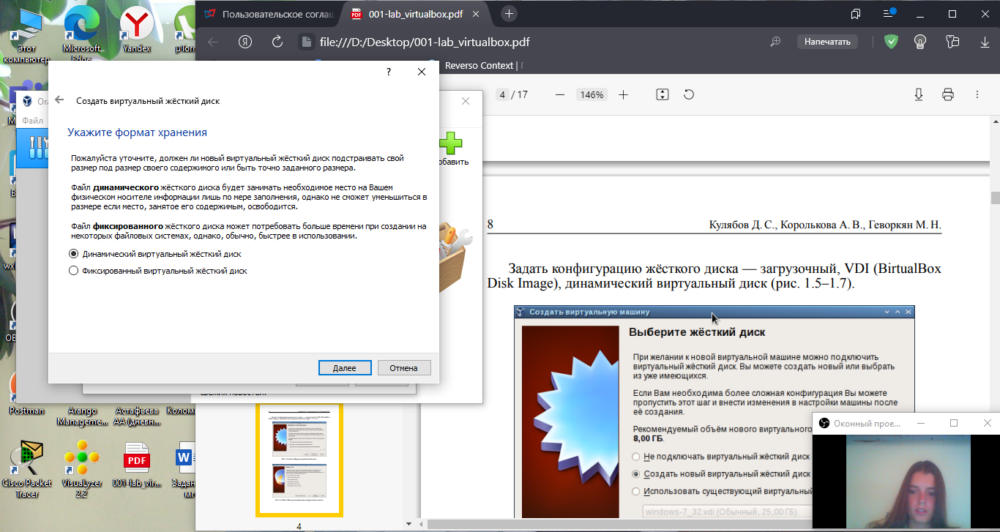 Пользовательское соглаш
001-lab_virtualbox.pdf
file:///D:/Desktop/001-lab_virtualbox.pdf
Напечатать
Reverso Context |
4 / 17
146%
Этот
компьютер
Microsoft
Edge
Yandex
µTorr
Файл
Создать виртуальный жёсткий диск
Укажите формат хранения
Пожалуйста уточните, должен ли новый виртуальный жёсткий диск подстраивать свой
размер под размер своего содержимого или быть точно заданного размера.
Файл динамического жёсткого диска будет занимать необходимое место на Вашем
физическом носителе информации лишь по мере заполнения, однако не сможет уменьшиться в
размере если место, занятое его содержимым, освободится.
Файл фиксированного жёсткого диска может потребовать больше времени при создании на
некоторых файловых системах, однако, обычно, быстрее в использовании.
Динамический виртуальный жёсткий диск
Фиксированный виртуальный жёсткий диск
Далее
Отмена
обавить
8
Кулябов Д. С., Королькова А. В., Геворкян М. Н.
Задать конфигурацию жёсткого диска — загрузочный, VDI (BirtualBox
Disk Image), динамический виртуальный диск (рис. 1.5–1.7).
Создать виртуальную машину
Выберите жёсткий диск
При желании к новой виртуальной машине можно подключить
виртуальный жёсткий диск. Вы можете создать новый или выбрать
из уже имеющихся.
Если Вам необходима более сложная конфигурация Вы можете
пропустить этот шаг и внести изменения в настройки машины после
её создания.
Рекомендуемый объём нового виртуального
8,00 ГБ.
Не подключать виртуальный жёсткий диск
Создать новый виртуальный жёсткий диск
Использовать существующий виртуальный
windows-7_32.vdi (Обычный, 25,00 ГБ)
Оконный прое...
Postman
Arango
Manageme...
Астафьева
АА (дневн...
Колом
Cisco Packet
Tracer
VisuaLyzer
2.2
PDF
001-lab_vir...
Задан
4